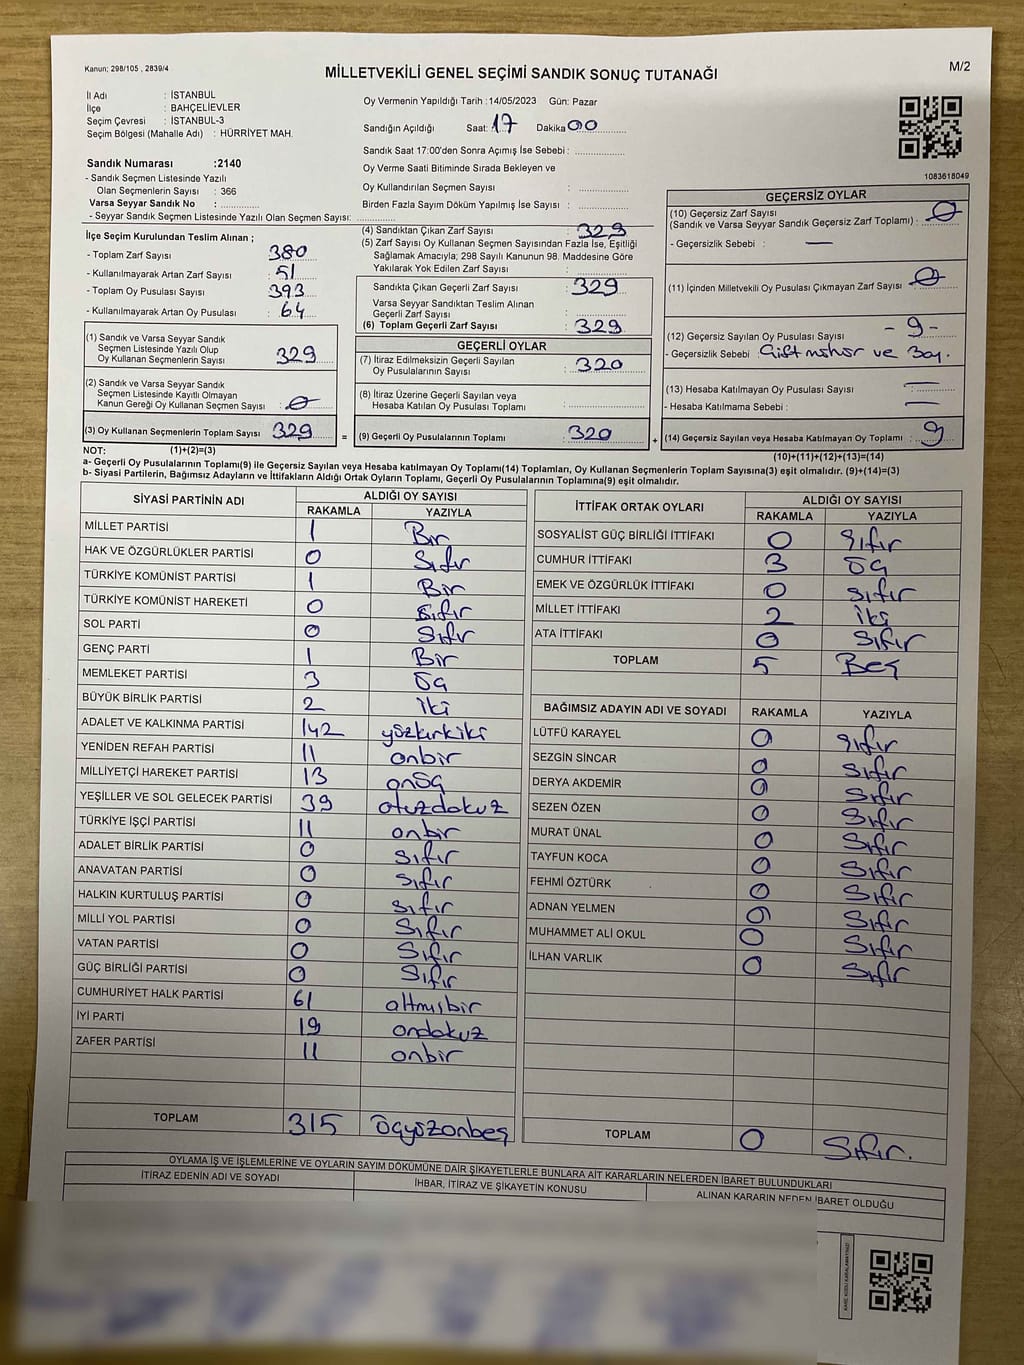 Kanun; 298/105 , 2839/4
MİLLETVEKİLİ GENEL SEÇİMİ SANDIK SONUÇ TUTANAĞI
M/2
İl Adı : İSTANBUL
İlçe : BAHÇELİEVLER
Seçim Çevresi : İSTANBUL-3
Seçim Bölgesi (Mahalle Adı) : HÜRRİYET MAH.
Sandık Numarası :2140
- Sandık Seçmen Listesinde Yazılı
Olan Seçmenlerin Sayısı : 366
Varsa Seyyar Sandık No :
- Seyyar Sandık Seçmen Listesinde Yazılı Olan Seçmen Sayısı:
Oy Vermenin Yapıldığı Tarih :14/05/2023 Gün: Pazar
Sandığın Açıldığı Saat: 17 Dakika 00
Sandık Saat 17:00'den Sonra Açımış İse Sebebi :
Oy Verme Saati Bitiminde Sırada Bekleyen ve
Oy Kullandırılan Seçmen Sayısı :
Birden Fazla Sayım Döküm Yapılmış İse Sayısı :
1083618049
İlçe Seçim Kurulundan Teslim Alınan ;
- Toplam Zarf Sayısı : 380
- Kullanılmayarak Artan Zarf Sayısı : 51
- Toplam Oy Pusulası Sayısı : 393
- Kullanılmayarak Artan Oy Pusulası : 64
(4) Sandıktan Çıkan Zarf Sayısı : 329
(5) Zarf Sayısı Oy Kullanan Seçmen Sayısından Fazla İse, Eşitliği
Sağlamak Amacıyla; 298 Sayılı Kanunun 98. Maddesine Göre
Yakılarak Yok Edilen Zarf Sayısı :
Sandıkta Çıkan Geçerli Zarf Sayısı : 329
Varsa Seyyar Sandıktan Teslim Alınan
Geçerli Zarf Sayısı :
(6) Toplam Geçerli Zarf Sayısı : 329
GEÇERSİZ OYLAR
(10) Geçersiz Zarf Sayısı
(Sandık ve Varsa Seyyar Sandık Geçersiz Zarf Toplamı) : 0
- Geçersizlik Sebebi : —
(11) İçinden Milletvekili Oy Pusulası Çıkmayan Zarf Sayısı : 0
(12) Geçersiz Sayılan Oy Pusulası Sayısı : - 9 -
- Geçersizlik Sebebi : Çift mühür ve Boş.
(13) Hesaba Katılmayan Oy Pusulası Sayısı : —
- Hesaba Katılmama Sebebi : —
(14) Geçersiz Sayılan veya Hesaba Katılmayan Oy Toplamı : 9
(1) Sandık ve Varsa Seyyar Sandık
Seçmen Listesinde Yazılı Olup
Oy Kullanan Seçmenlerin Sayısı : 329
(2) Sandık ve Varsa Seyyar Sandık
Seçmen Listesinde Kayıtlı Olmayan
Kanun Gereği Oy Kullanan Seçmen Sayısı : 0
(3) Oy Kullanan Seçmenlerin Toplam Sayısı : 329
=
GEÇERLİ OYLAR
(7) İtiraz Edilmeksizin Geçerli Sayılan
Oy Pusulalarının Sayısı : 320
(8) İtiraz Üzerine Geçerli Sayılan veya
Hesaba Katılan Oy Pusulası Toplamı :
(9) Geçerli Oy Pusulalarının Toplamı : 320
+
NOT: (1)+(2)=(3)
(10)+(11)+(12)+(13)=(14)
a- Geçerli Oy Pusulalarının Toplamı(9) ile Geçersiz Sayılan veya Hesaba katılmayan Oy Toplamı(14) Toplamları, Oy Kullanan Seçmenlerin Toplam Sayısına(3) eşit olmalıdır. (9)+(14)=(3)
b- Siyasi Partilerin, Bağımsız Adayların ve İttifakların Aldığı Ortak Oyların Toplamı, Geçerli Oy Pusulalarının Toplamına(9) eşit olmalıdır.
SİYASİ PARTİNİN ADI ALDIĞI OY SAYISI
RAKAMLA YAZIYLA
MİLLET PARTİSİ 1 Bir
HAK VE ÖZGÜRLÜKLER PARTİSİ 0 Sıfır
TÜRKİYE KOMÜNİST PARTİSİ 1 Bir
TÜRKİYE KOMÜNİST HAREKETİ 0 Sıfır
SOL PARTİ 0 Sıfır
GENÇ PARTİ 1 Bir
MEMLEKET PARTİSİ 3 Üç
BÜYÜK BİRLİK PARTİSİ 2 İki
ADALET VE KALKINMA PARTİSİ 142 yüzkırkiki
YENİDEN REFAH PARTİSİ 11 onbir
MİLLİYETÇİ HAREKET PARTİSİ 13 onüç
YEŞİLLER VE SOL GELECEK PARTİSİ 39 otuzdokuz
TÜRKİYE İŞÇİ PARTİSİ 11 onbir
ADALET BİRLİK PARTİSİ 0 sıfır
ANAVATAN PARTİSİ 0 sıfır
HALKIN KURTULUŞ PARTİSİ 0 sıfır
MİLLİ YOL PARTİSİ 0 Sıfır
VATAN PARTİSİ 0 Sıfır
GÜÇ BİRLİĞİ PARTİSİ 0 Sıfır
CUMHURİYET HALK PARTİSİ 61 altmışbir
İYİ PARTİ 19 ondokuz
ZAFER PARTİSİ 11 onbir
TOPLAM 315 üçyüzonbeş
İTTİFAK ORTAK OYLARI ALDIĞI OY SAYISI
RAKAMLA YAZIYLA
SOSYALİST GÜÇ BİRLİĞİ İTTİFAKI 0 sıfır
CUMHUR İTTİFAKI 3 üç
EMEK VE ÖZGÜRLÜK İTTİFAKI 0 sıfır
MİLLET İTTİFAKI 2 iki
ATA İTTİFAKI 0 Sıfır
TOPLAM 5 Beş
BAĞIMSIZ ADAYIN ADI VE SOYADI RAKAMLA YAZIYLA
LÜTFÜ KARAYEL 0 sıfır
SEZGİN SİNCAR 0 sıfır
DERYA AKDEMİR 0 Sıfır
SEZEN ÖZEN 0 Sıfır
MURAT ÜNAL 0 Sıfır
TAYFUN KOCA 0 Sıfır
FEHMİ ÖZTÜRK 0 Sıfır
ADNAN YELMEN 0 Sıfır
MUHAMMET ALİ OKUL 0 Sıfır
İLHAN VARLIK 0 Sıfır
TOPLAM 0 Sıfır.
OYLAMA İŞ VE İŞLEMLERİNE VE OYLARIN SAYIM DÖKÜMÜNE DAİR ŞİKAYETLERLE BUNLARA AİT KARARLARIN NELERDEN İBARET BULUNDUKLARI
İTİRAZ EDENİN ADI VE SOYADI İHBAR, İTİRAZ VE ŞİKAYETİN KONUSU ALINAN KARARIN NEDEN İBARET OLDUĞU